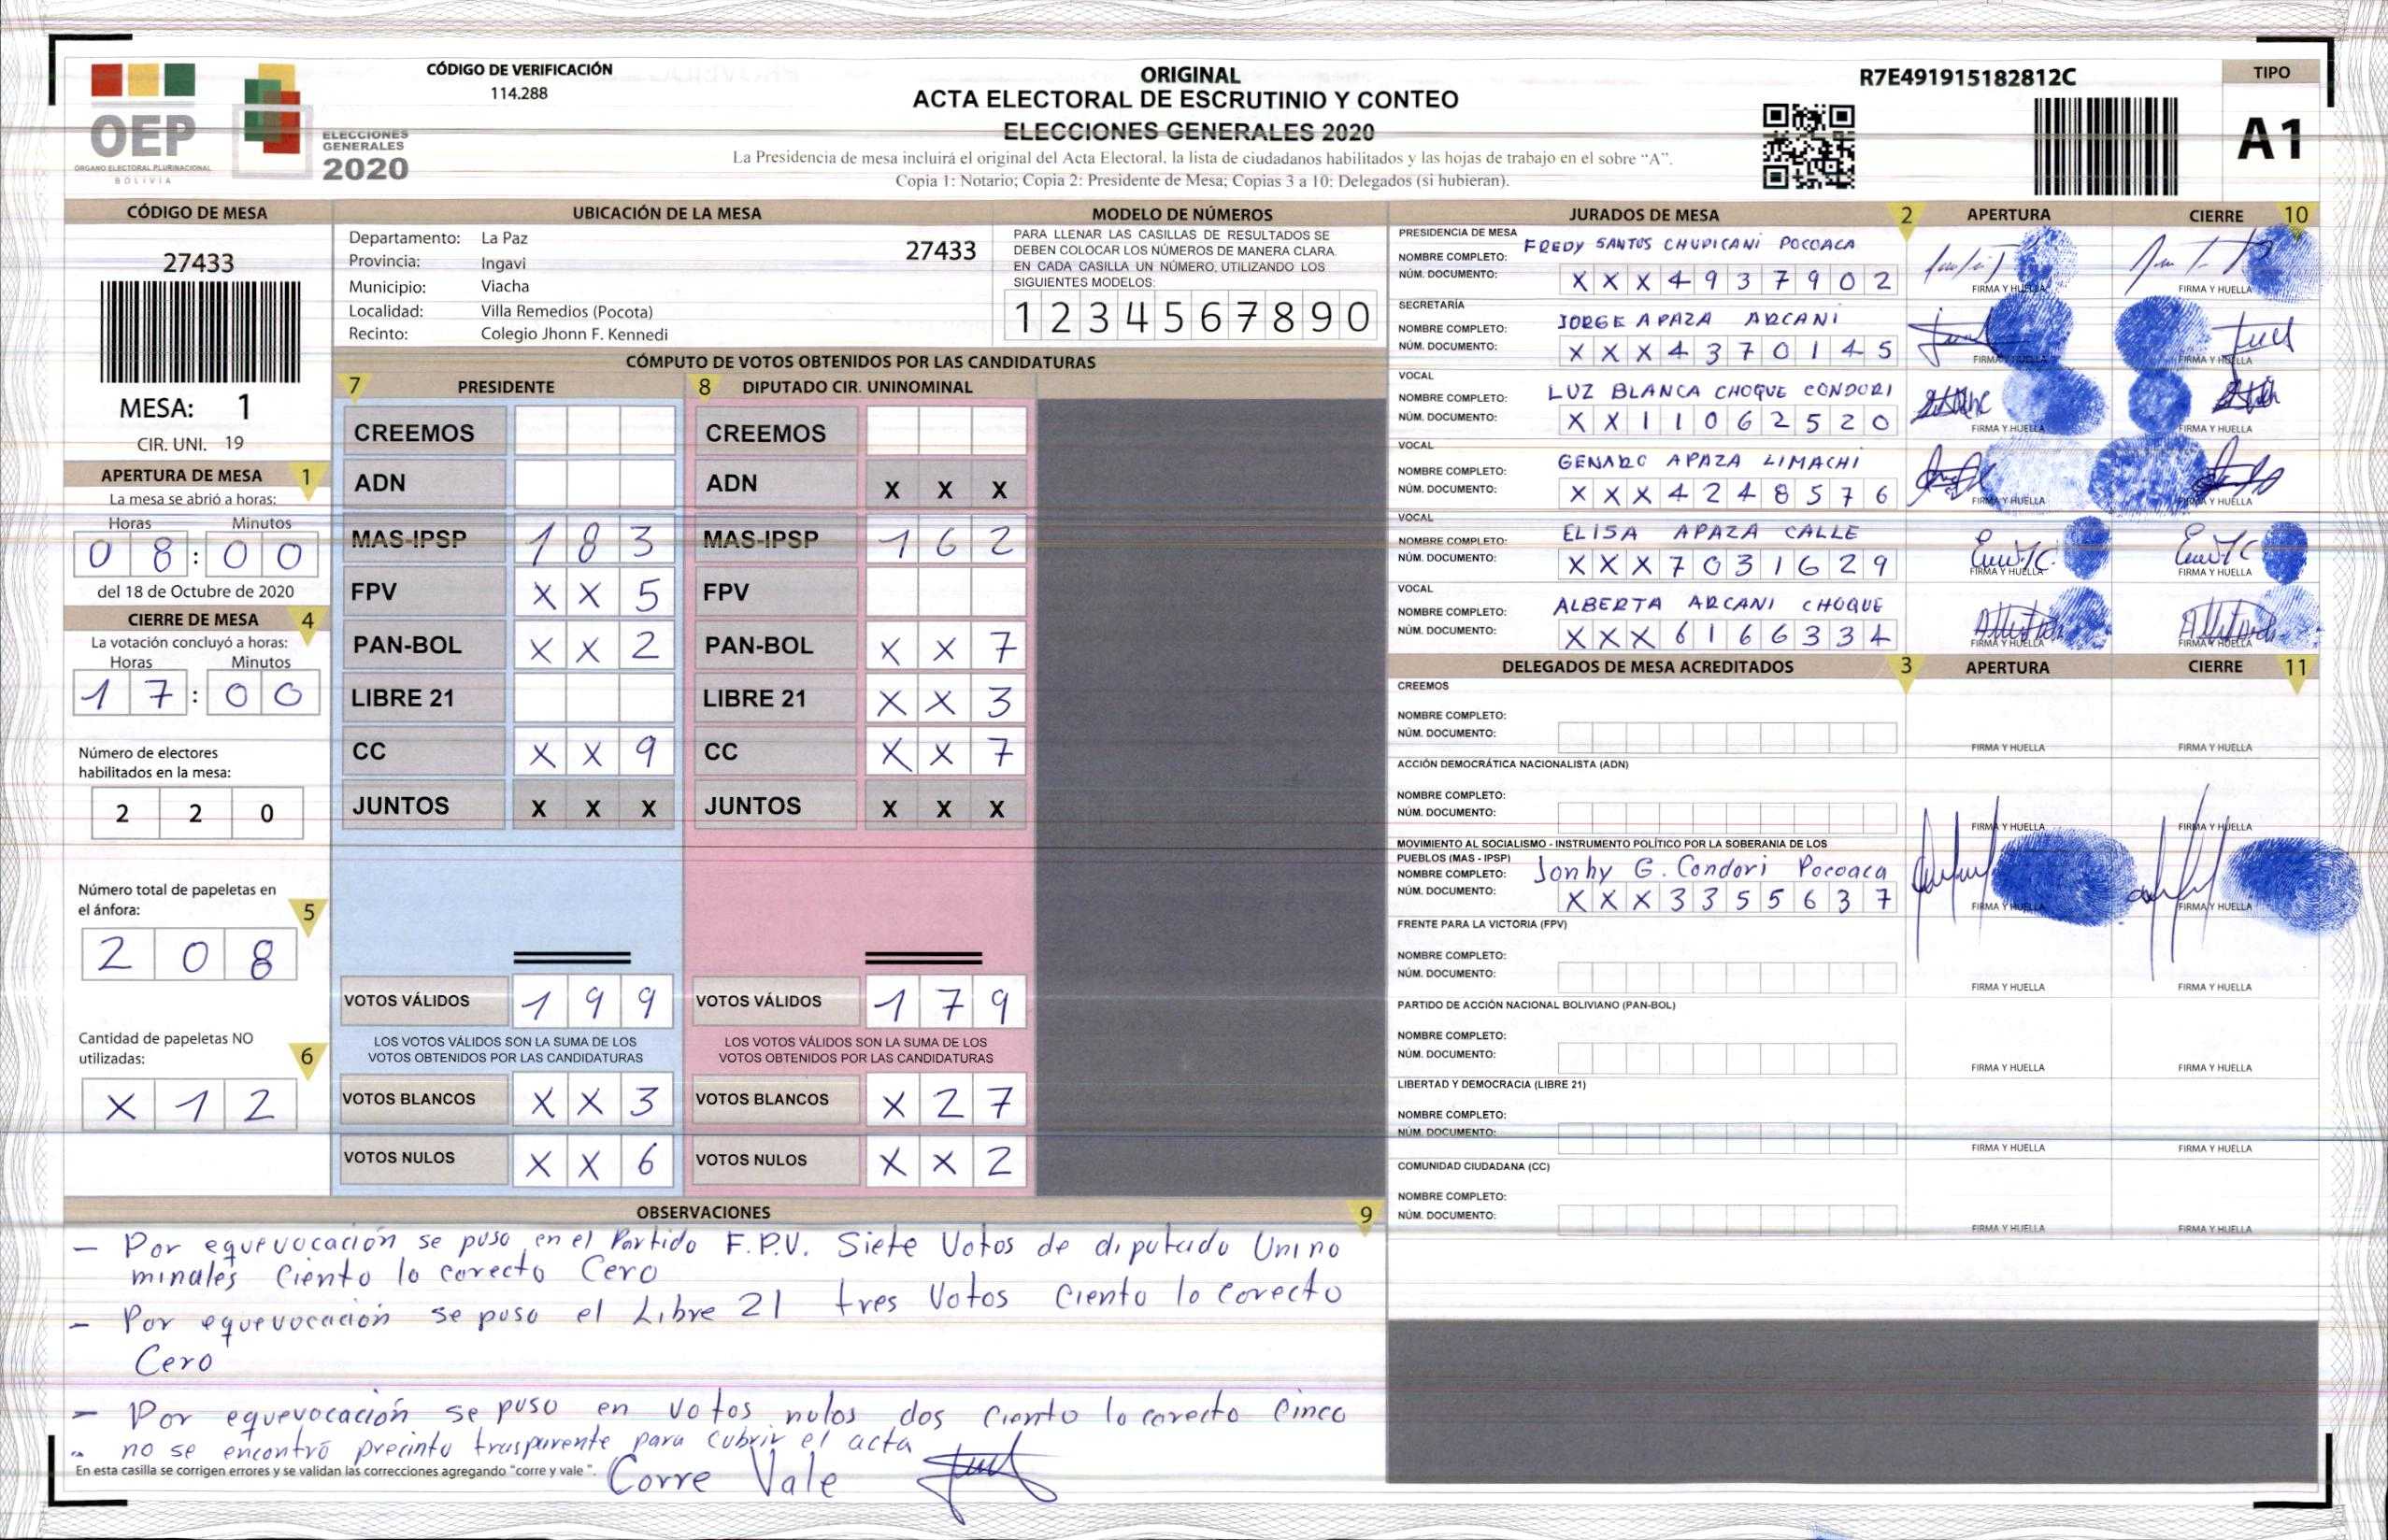 CÓDIGO DE VERIFICACIÓN
114.288
ORIGINAL
ACTA ELECTORAL DE ESCRUTINIO Y CONTEO
ELECCIONES GENERALES 2020
La Presidencia de mesa incluirá el original del Acta Electoral, la lista de ciudadanos habilitados y las hojas de trabajo en el sobre “A”.
Copia 1: Notario; Copia 2: Presidente de Mesa; Copias 3 a 10: Delegados (si hubieran).
R7E491915182812C
TIPO
A1
OEP
ÓRGANO ELECTORAL PLURINACIONAL
BOLIVIA
ELECCIONES
GENERALES
2020
CÓDIGO DE MESA
27433
MESA: 1
CIR. UNI. 19
APERTURA DE MESA 1
La mesa se abrió a horas:
Horas Minutos
0 8 : 0 0
del 18 de Octubre de 2020
CIERRE DE MESA 4
La votación concluyó a horas:
Horas Minutos
1 7 : 0 0
Número de electores
habilitados en la mesa:
2 2 0
Número total de papeletas en
el ánfora: 5
2 0 8
Cantidad de papeletas NO
utilizadas: 6
X 1 2
UBICACIÓN DE LA MESA
Departamento: La Paz
27433
Provincia: Ingavi
Municipio: Viacha
Localidad: Villa Remedios (Pocota)
Recinto: Colegio Jhonn F. Kennedi
MODELO DE NÚMEROS
PARA LLENAR LAS CASILLAS DE RESULTADOS SE
DEBEN COLOCAR LOS NÚMEROS DE MANERA CLARA.
EN CADA CASILLA UN NÚMERO, UTILIZANDO LOS
SIGUIENTES MODELOS:
1 2 3 4 5 6 7 8 9 0
CÓMPUTO DE VOTOS OBTENIDOS POR LAS CANDIDATURAS
7 PRESIDENTE 8 DIPUTADO CIR. UNINOMINAL
CREEMOS CREEMOS
ADN ADN X X X
MAS-IPSP 1 8 3 MAS-IPSP 1 6 2
FPV X X 5 FPV
PAN-BOL X X 2 PAN-BOL X X 7
LIBRE 21 LIBRE 21 X X 3
CC X X 9 CC X X 7
JUNTOS X X X JUNTOS X X X
VOTOS VÁLIDOS 1 9 9 VOTOS VÁLIDOS 1 7 9
LOS VOTOS VÁLIDOS SON LA SUMA DE LOS LOS VOTOS VÁLIDOS SON LA SUMA DE LOS
VOTOS OBTENIDOS POR LAS CANDIDATURAS VOTOS OBTENIDOS POR LAS CANDIDATURAS
VOTOS BLANCOS X X 3 VOTOS BLANCOS X 2 7
VOTOS NULOS X X 6 VOTOS NULOS X X 2
OBSERVACIONES 9
- Por equevocación se puso en el Partido F.P.V. Siete Votos de diputado Unino
minales Ciento lo corecto Cero
- Por equevocación se puso el Libre 21 tres Votos Ciento lo corecto
Cero
- Por equevocación se puso en votos nulos dos Ciento lo corecto Cinco
- no se encontró precinto trasparente para cubrir el acta
En esta casilla se corrigen errores y se validan las correcciones agregando "corre y vale ". Corre Vale
JURADOS DE MESA 2 APERTURA CIERRE 10
PRESIDENCIA DE MESA
NOMBRE COMPLETO: FREDY SANTOS CHUPICANI POCOACA
NÚM. DOCUMENTO: X X X 4 9 3 7 9 0 2
FIRMA Y HUELLA FIRMA Y HUELLA
SECRETARÍA
NOMBRE COMPLETO: JORGE APAZA ARCANI
NÚM. DOCUMENTO: X X X 4 3 7 0 1 4 5
FIRMA Y HUELLA FIRMA Y HUELLA
VOCAL
NOMBRE COMPLETO: LUZ BLANCA CHOQUE CONDORI
NÚM. DOCUMENTO: X X 1 1 0 6 2 5 2 0
FIRMA Y HUELLA FIRMA Y HUELLA
VOCAL
NOMBRE COMPLETO: GENARO APAZA LIMACHI
NÚM. DOCUMENTO: X X X 4 2 4 8 5 7 6
FIRMA Y HUELLA FIRMA Y HUELLA
VOCAL
NOMBRE COMPLETO: ELISA APAZA CALLE
NÚM. DOCUMENTO: X X X 7 0 3 1 6 2 9
FIRMA Y HUELLA FIRMA Y HUELLA
VOCAL
NOMBRE COMPLETO: ALBERTA ARCANI CHOQUE
NÚM. DOCUMENTO: X X X 6 1 6 6 3 3 4
FIRMA Y HUELLA FIRMA Y HUELLA
DELEGADOS DE MESA ACREDITADOS 3 APERTURA CIERRE 11
CREEMOS
NOMBRE COMPLETO:
NÚM. DOCUMENTO:
FIRMA Y HUELLA FIRMA Y HUELLA
ACCIÓN DEMOCRÁTICA NACIONALISTA (ADN)
NOMBRE COMPLETO:
NÚM. DOCUMENTO:
FIRMA Y HUELLA FIRMA Y HUELLA
MOVIMIENTO AL SOCIALISMO - INSTRUMENTO POLÍTICO POR LA SOBERANIA DE LOS
PUEBLOS (MAS - IPSP)
NOMBRE COMPLETO: Jonhy G. Condori Pocoaca
NÚM. DOCUMENTO: X X X 3 3 5 5 6 3 7
FIRMA Y HUELLA FIRMA Y HUELLA
FRENTE PARA LA VICTORIA (FPV)
NOMBRE COMPLETO:
NÚM. DOCUMENTO:
FIRMA Y HUELLA FIRMA Y HUELLA
PARTIDO DE ACCIÓN NACIONAL BOLIVIANO (PAN-BOL)
NOMBRE COMPLETO:
NÚM. DOCUMENTO:
FIRMA Y HUELLA FIRMA Y HUELLA
LIBERTAD Y DEMOCRACIA (LIBRE 21)
NOMBRE COMPLETO:
NÚM. DOCUMENTO:
FIRMA Y HUELLA FIRMA Y HUELLA
COMUNIDAD CIUDADANA (CC)
NOMBRE COMPLETO:
NÚM. DOCUMENTO:
FIRMA Y HUELLA FIRMA Y HUELLA